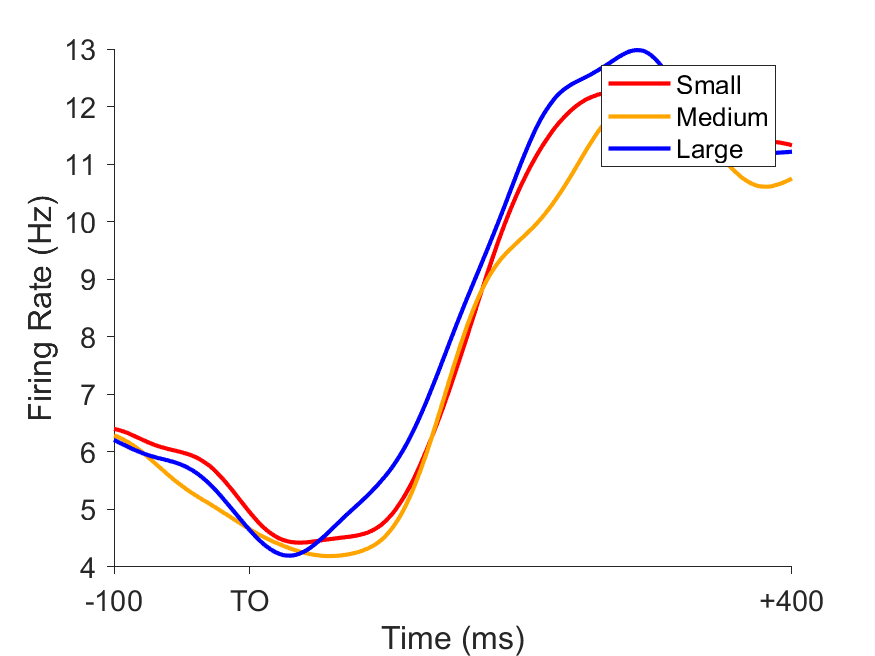 13
12
11
10
9
8
7
6
5
4
Firing Rate (Hz)
Small
Medium
Large
-100
TO
+400
Time (ms)